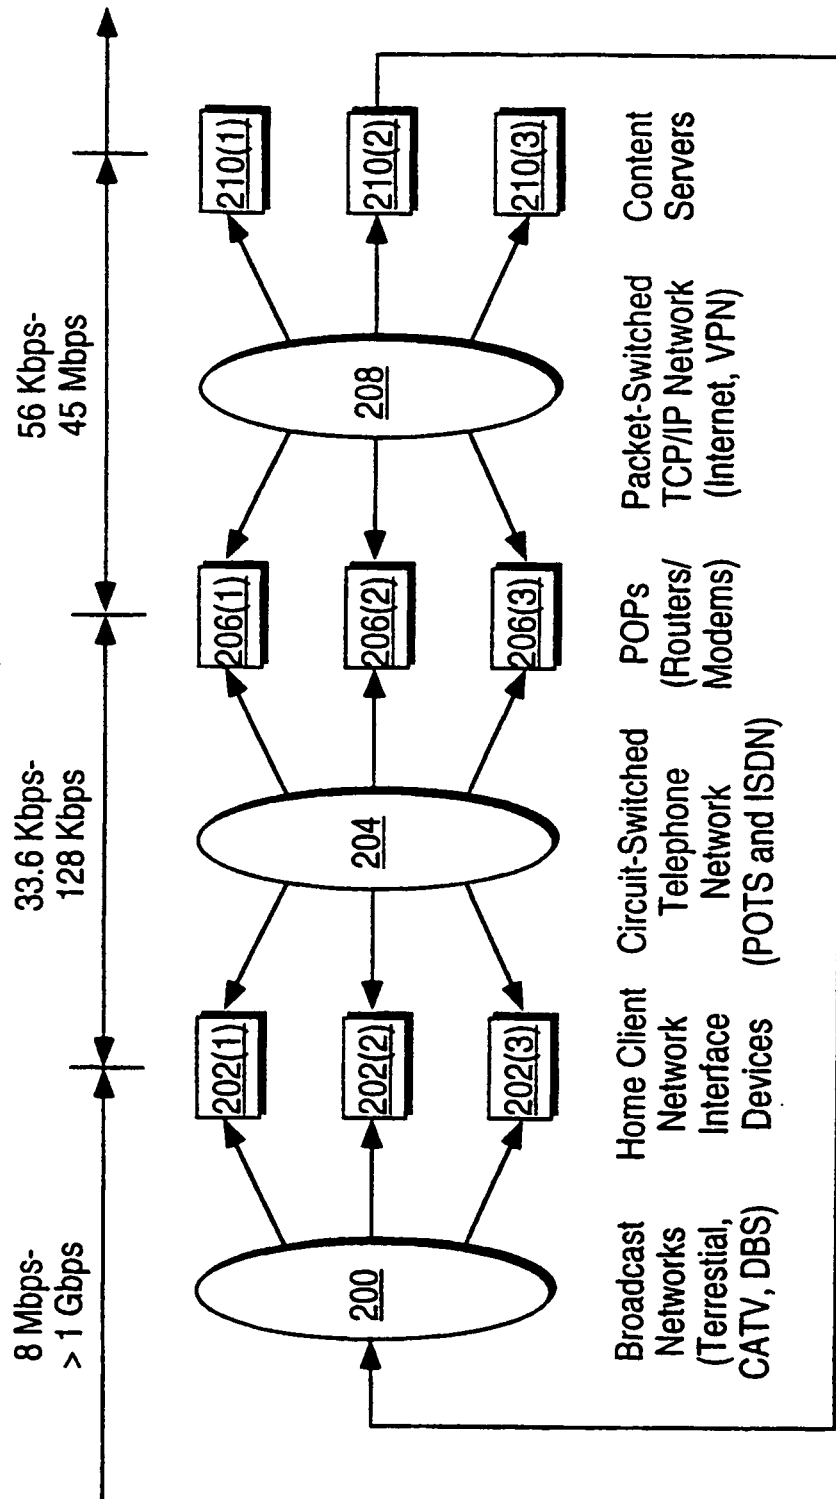 8 Mbps-
> 1 Gbps
33.6 Kbps-
128 Kbps
56 Kbps-
45 Mbps
200
202(1)
202(2)
202(3)
204
206(1)
206(2)
206(3)
208
210(1)
210(2)
210(3)
Broadcast
Networks
(Terrestial,
CATV, DBS)
Home Client
Network
Interface
Devices
Circuit-Switched
Telephone
Network
(POTS and ISDN)
POPs
(Routers/
Modems)
Packet-Switched
TCP/IP Network
(Internet, VPN)
Content
Servers